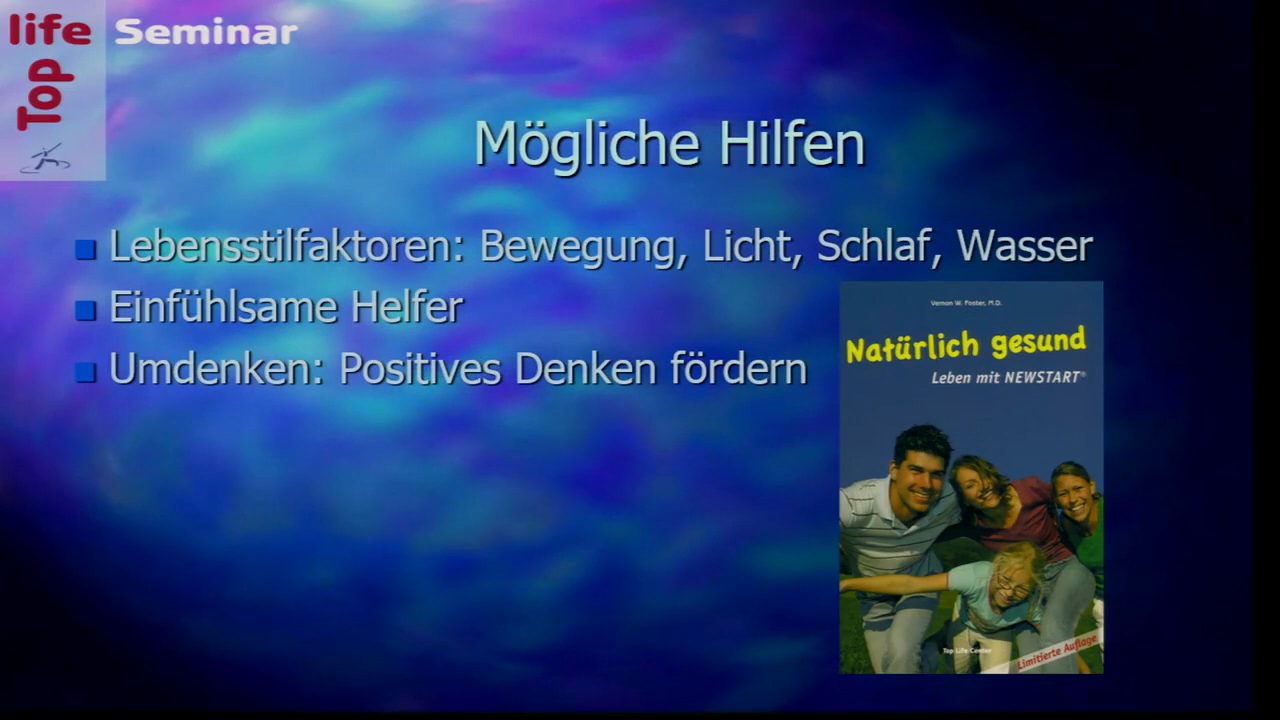 life Seminar
Top
Mögliche Hilfen
Lebensstilfaktoren: Bewegung, Licht, Schlaf, Wasser
Einfühlsame Helfer
Umdenken: Positives Denken fördern
Vernon W. Foster, M.D.
Natürlich gesund
Leben mit NEWSTART®
Top Life Center
Limitierte Auflage